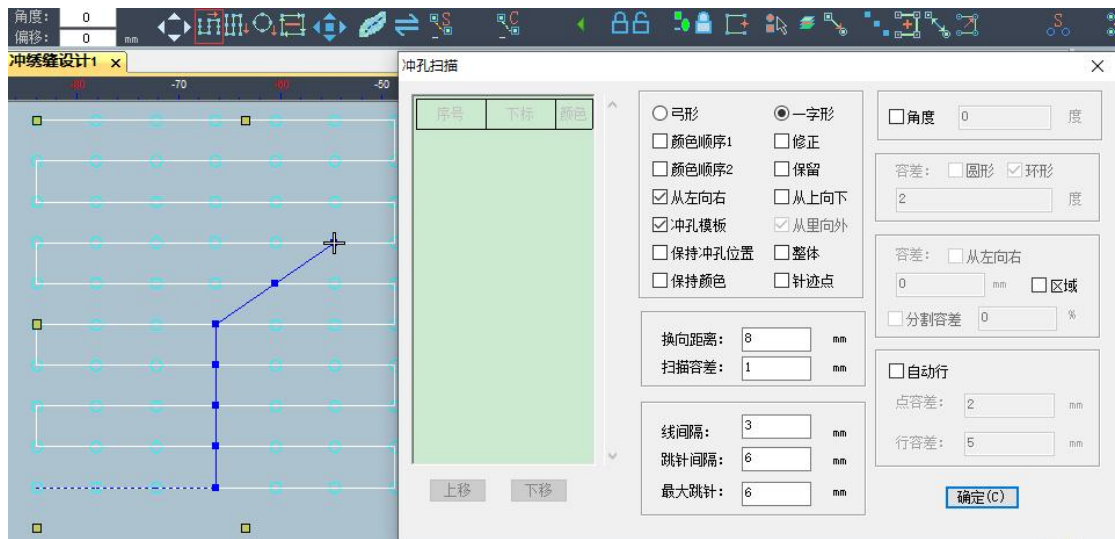 角度： 0
偏移： 0 mm
S C S
冲绣缝设计1 x
-80 -70 -60 -50
冲孔扫描
序号 下标 颜色
弓形 一字形
颜色顺序1 修正
颜色顺序2 保留
从左向右 从上向下
冲孔模板 从里向外
保持冲孔位置 整体
保持颜色 针迹点
换向距离： 8 mm
扫描容差： 1 mm
线间隔： 3 mm
跳针间隔： 6 mm
最大跳针： 6 mm
上移 下移
角度 0 度
容差： 圆形 环形
2 度
容差： 从左向右
0 mm 区域
分割容差 0 %
自动行
点容差： 2 mm
行容差： 5 mm
确定(C)